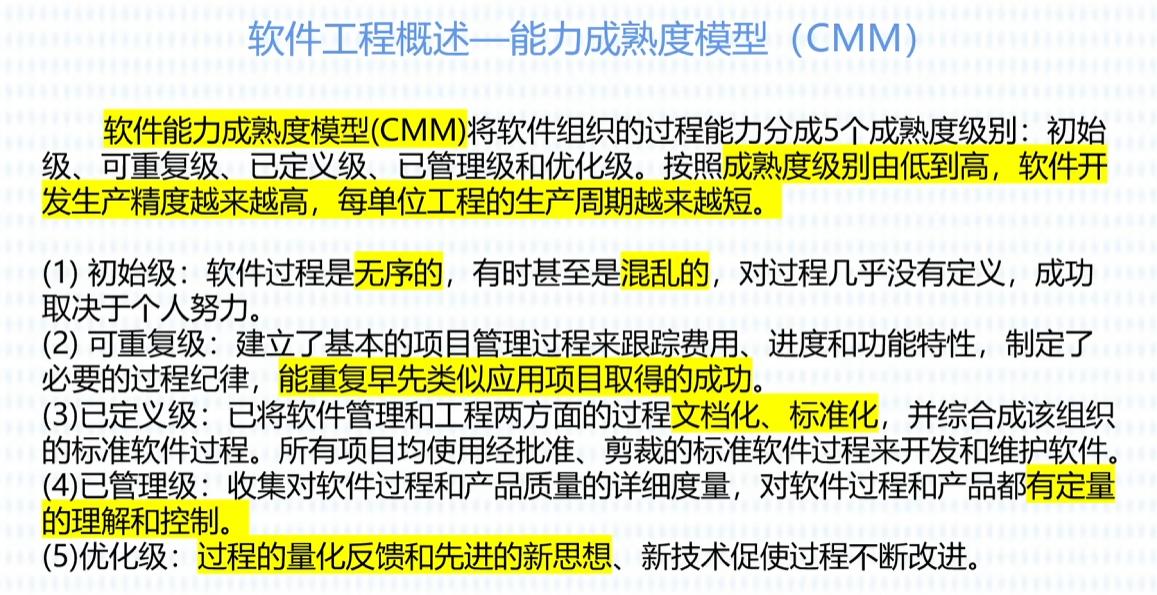 软件工程概述—能力成熟度模型（CMM）
软件能力成熟度模型(CMM)将软件组织的过程能力分成5个成熟度级别：初始
级、可重复级、已定义级、已管理级和优化级。按照成熟度级别由低到高，软件开
发生产精度越来越高，每单位工程的生产周期越来越短。
(1) 初始级：软件过程是无序的，有时甚至是混乱的，对过程几乎没有定义，成功
取决于个人努力。
(2) 可重复级：建立了基本的项目管理过程来跟踪费用、进度和功能特性，制定了
必要的过程纪律，能重复早先类似应用项目取得的成功。
(3)已定义级：已将软件管理和工程两方面的过程文档化、标准化，并综合成该组织
的标准软件过程。所有项目均使用经批准、剪裁的标准软件过程来开发和维护软件。
(4)已管理级：收集对软件过程和产品质量的详细度量，对软件过程和产品都有定量
的理解和控制。
(5)优化级：过程的量化反馈和先进的新思想、新技术促使过程不断改进。